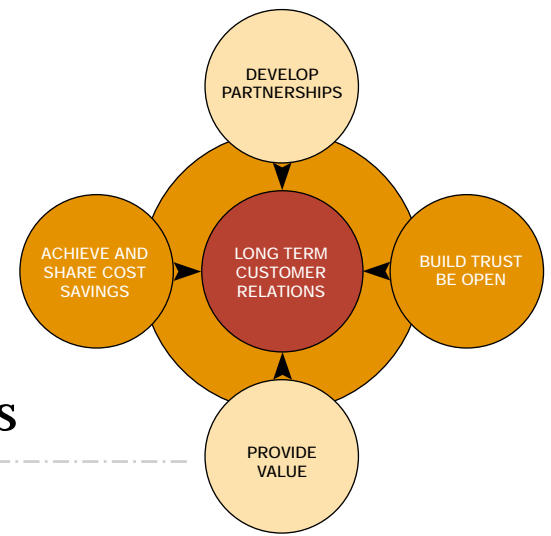 DEVELOP
PARTNERSHIPS
ACHIEVE AND
SHARE COST
SAVINGS
LONG TERM
CUSTOMER
RELATIONS
BUILD TRUST
BE OPEN
s
PROVIDE
VALUE